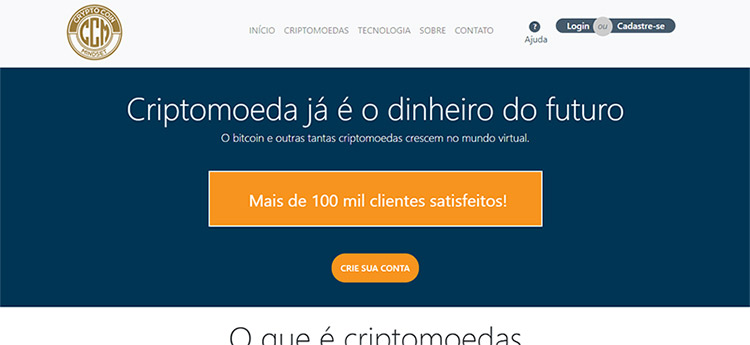 CRYPTO COIN
CCM
MINDSET
INÍCIO CRIPTOMOEDAS TECNOLOGIA SOBRE CONTATO
?
Ajuda
Login ou Cadastre-se
Criptomoeda já é o dinheiro do futuro
O bitcoin e outras tantas criptomoedas crescem no mundo virtual.
Mais de 100 mil clientes satisfeitos!
CRIE SUA CONTA
O que é criptomoedas